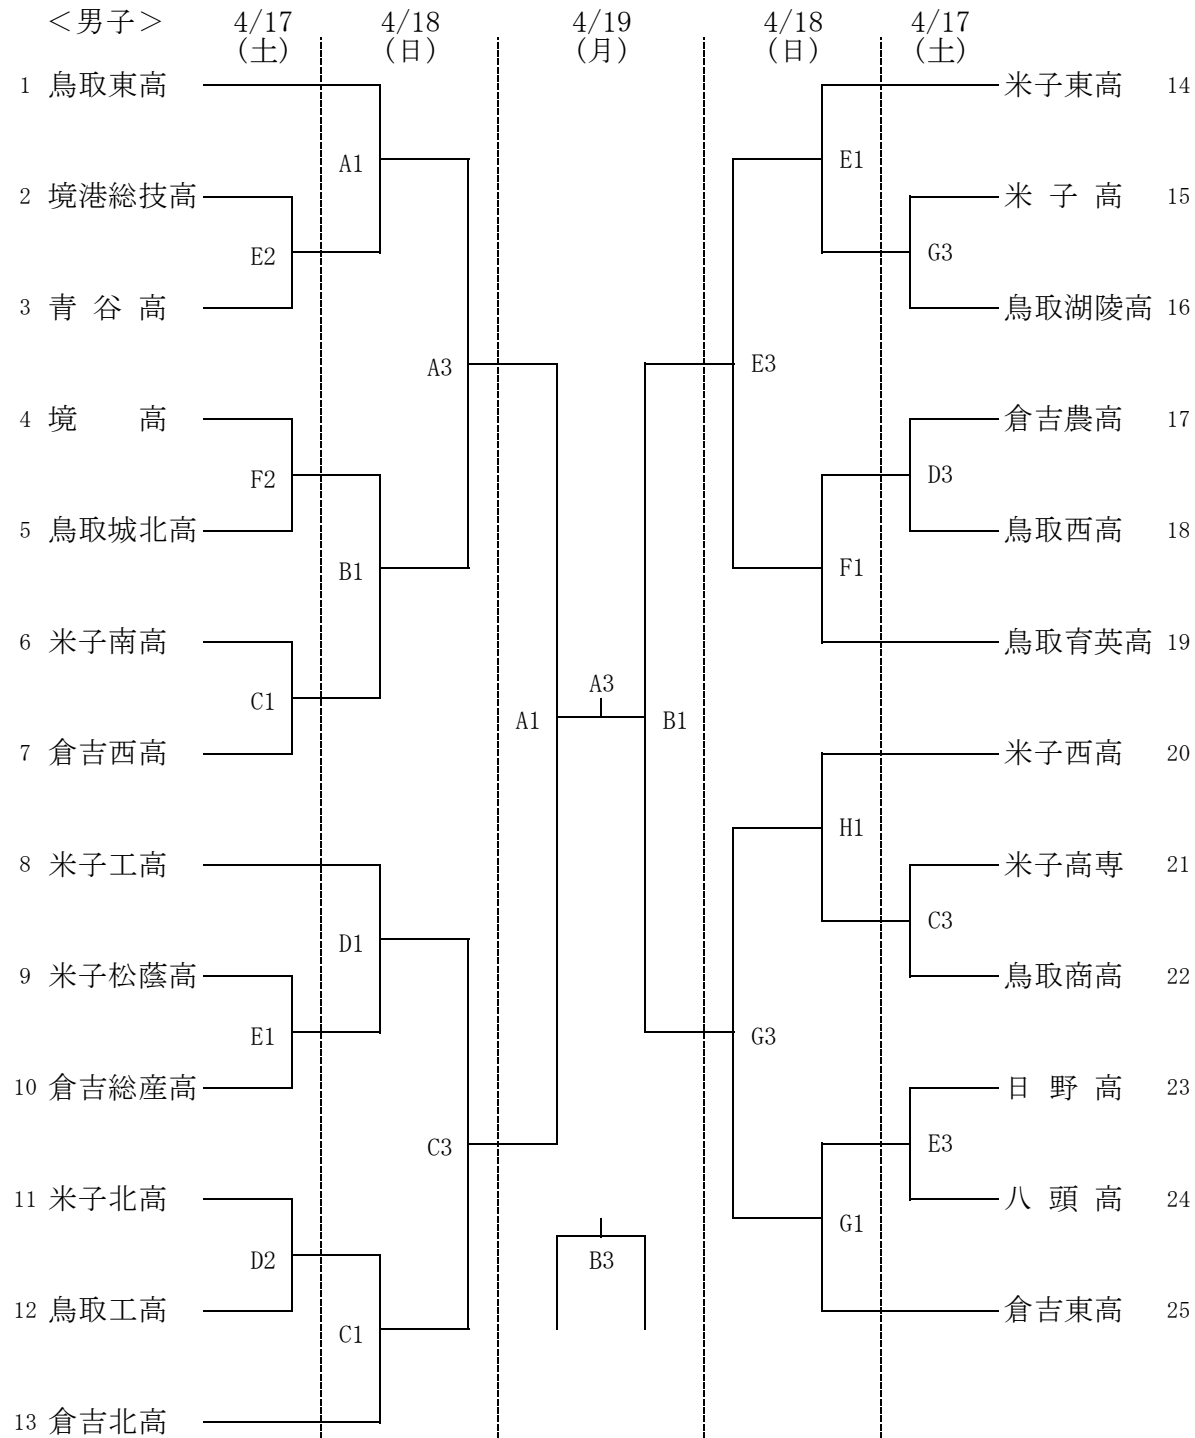 ＜男子＞ 4/17 4/18 4/19 4/18 4/17
(土) (日) (月) (日) (土)
1 鳥取東高 米子東高 14
A1 E1
2 境港総技高 米子高 15
E2 G3
3 青谷高 鳥取湖陵高 16
A3 E3
4 境高 倉吉農高 17
F2 D3
5 鳥取城北高 鳥取西高 18
B1 F1
6 米子南高 鳥取育英高 19
A3
C1 A1 B1
7 倉吉西高 米子西高 20
H1
8 米子工高 米子高専 21
D1 C3
9 米子松蔭高 鳥取商高 22
E1 G3
10 倉吉総産高 日野高 23
C3 E3
11 米子北高 八頭高 24
G1
D2 B3
12 鳥取工高 倉吉東高 25
C1
13 倉吉北高